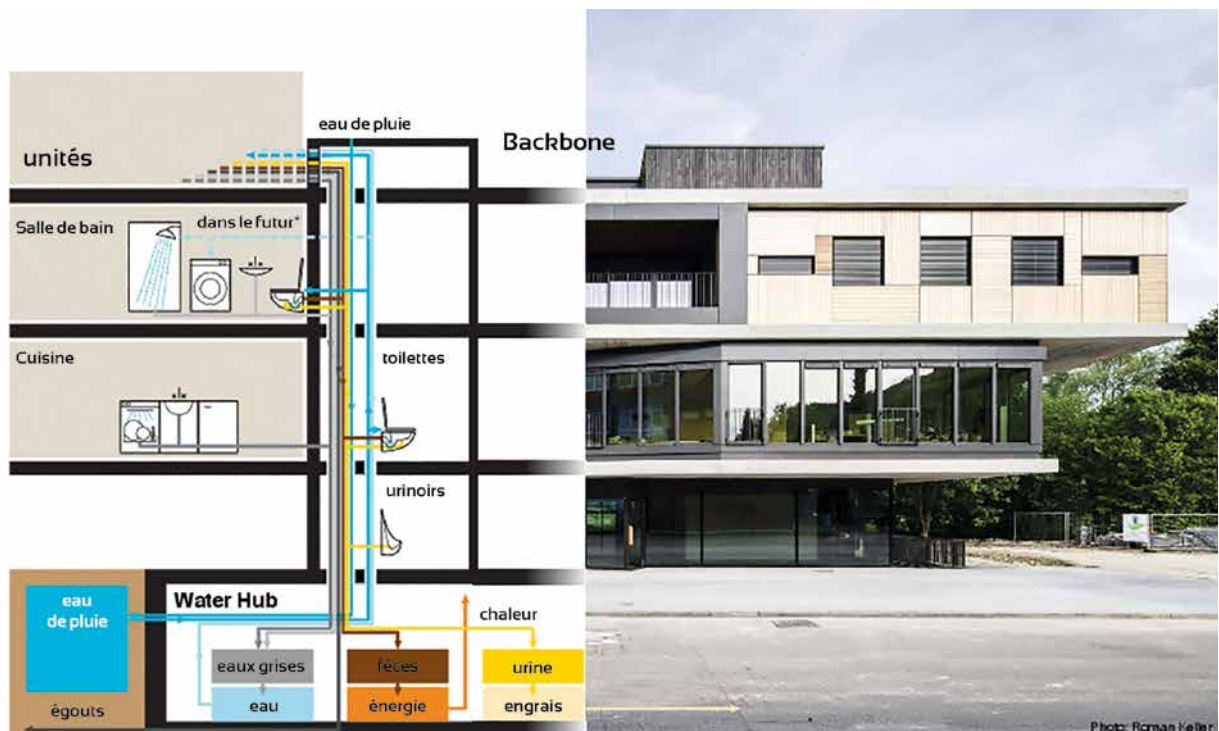 eau de pluie
Backbone
unités
Salle de bain
dans le futur*
Cuisine
toilettes
urinoirs
eau
de pluie
Water Hub
chaleur
eaux grises
fèces
urine
égouts
eau
énergie
engrais
Photo: Roman Keller